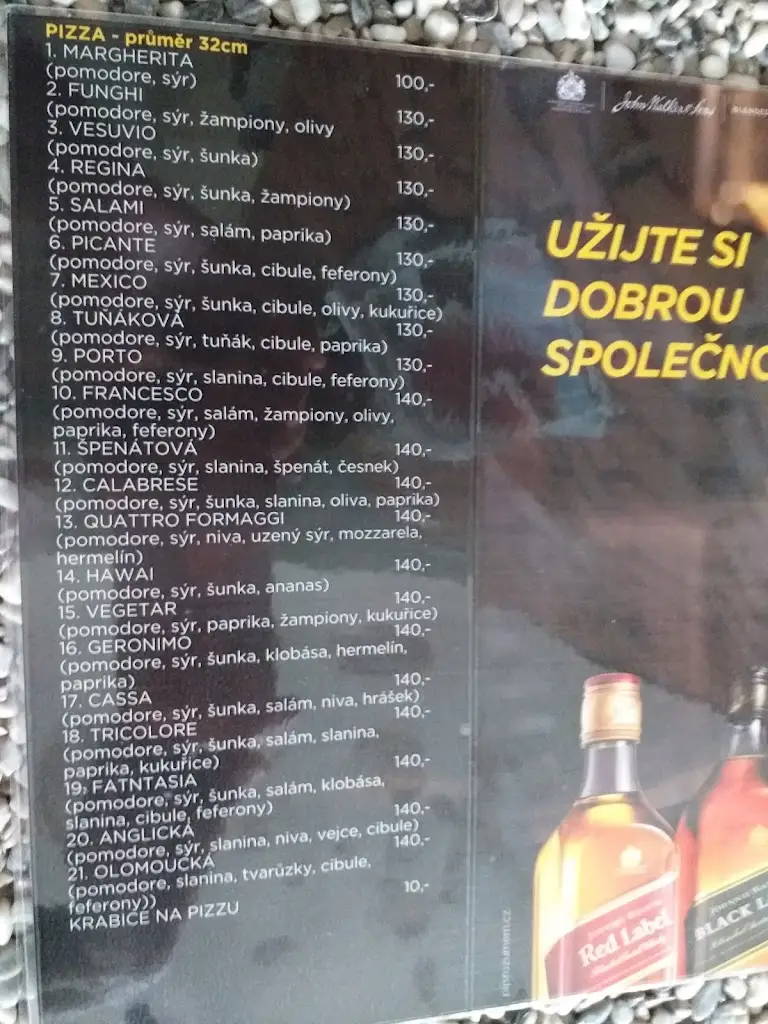 PIZZA - průměr 32cm
1. MARGHERITA 100,-
(pomodore, sýr)
2. FUNGHI 130,-
(pomodore, sýr, žampiony, olivy
3. VESUVIO 130,-
(pomodore, sýr, šunka)
4. REGINA 130,-
(pomodore, sýr, šunka, žampiony)
5. SALAMI 130,-
(pomodore, sýr, salám, paprika)
6. PICANTE 130,-
(pomodore, sýr, šunka, cibule, feferony)
7. MEXICO 130,-
(pomodore, sýr, šunka, cibule, olivy, kukuřice)
8. TUŇÁKOVÁ 130,-
(pomodore, sýr, tuňák, cibule, paprika)
9. PORTO 130,-
(pomodore, sýr, slanina, cibule, feferony)
10. FRANCESCO 140,-
(pomodore, sýr, salám, žampiony, olivy,
paprika, feferony)
11. ŠPENÁTOVÁ 140,-
(pomodore, sýr, slanina, špenát, česnek)
12. CALABRESE 140,-
(pomodore, sýr, šunka, slanina, oliva, paprika)
13. QUATTRO FORMAGGI 140,-
(pomodore, sýr, niva, uzený sýr, mozzarela,
hermelín)
14. HAWAI 140,-
(pomodore, sýr, šunka, ananas)
15. VEGETAR 140,-
(pomodore, sýr, paprika, žampiony, kukuřice)
16. GERONIMO 140,-
(pomodore, sýr, šunka, klobása, hermelín,
paprika)
17. CASSA 140,-
(pomodore, sýr, šunka, salám, niva, hrášek)
18. TRICOLORE 140,-
(pomodore, sýr, šunka, salám, slanina,
paprika, kukuřice)
19, FATNTASIA 140,-
(pomodore, sýr, šunka, salám, klobása,
slanina, cibule, feferony)
20. ANGLICKÁ 140,-
(pomodore, sýr, slanina, niva, vejce, cibule)
21. OLOMOUCKÁ 140,-
(pomodore, slanina, tvarůzky, cibule,
feferony))
KRABICE NA PIZZU 10,-
John Walker & Sons
UŽIJTE SI
DOBROU
SPOLEČNO
Red Label
BLACK LA